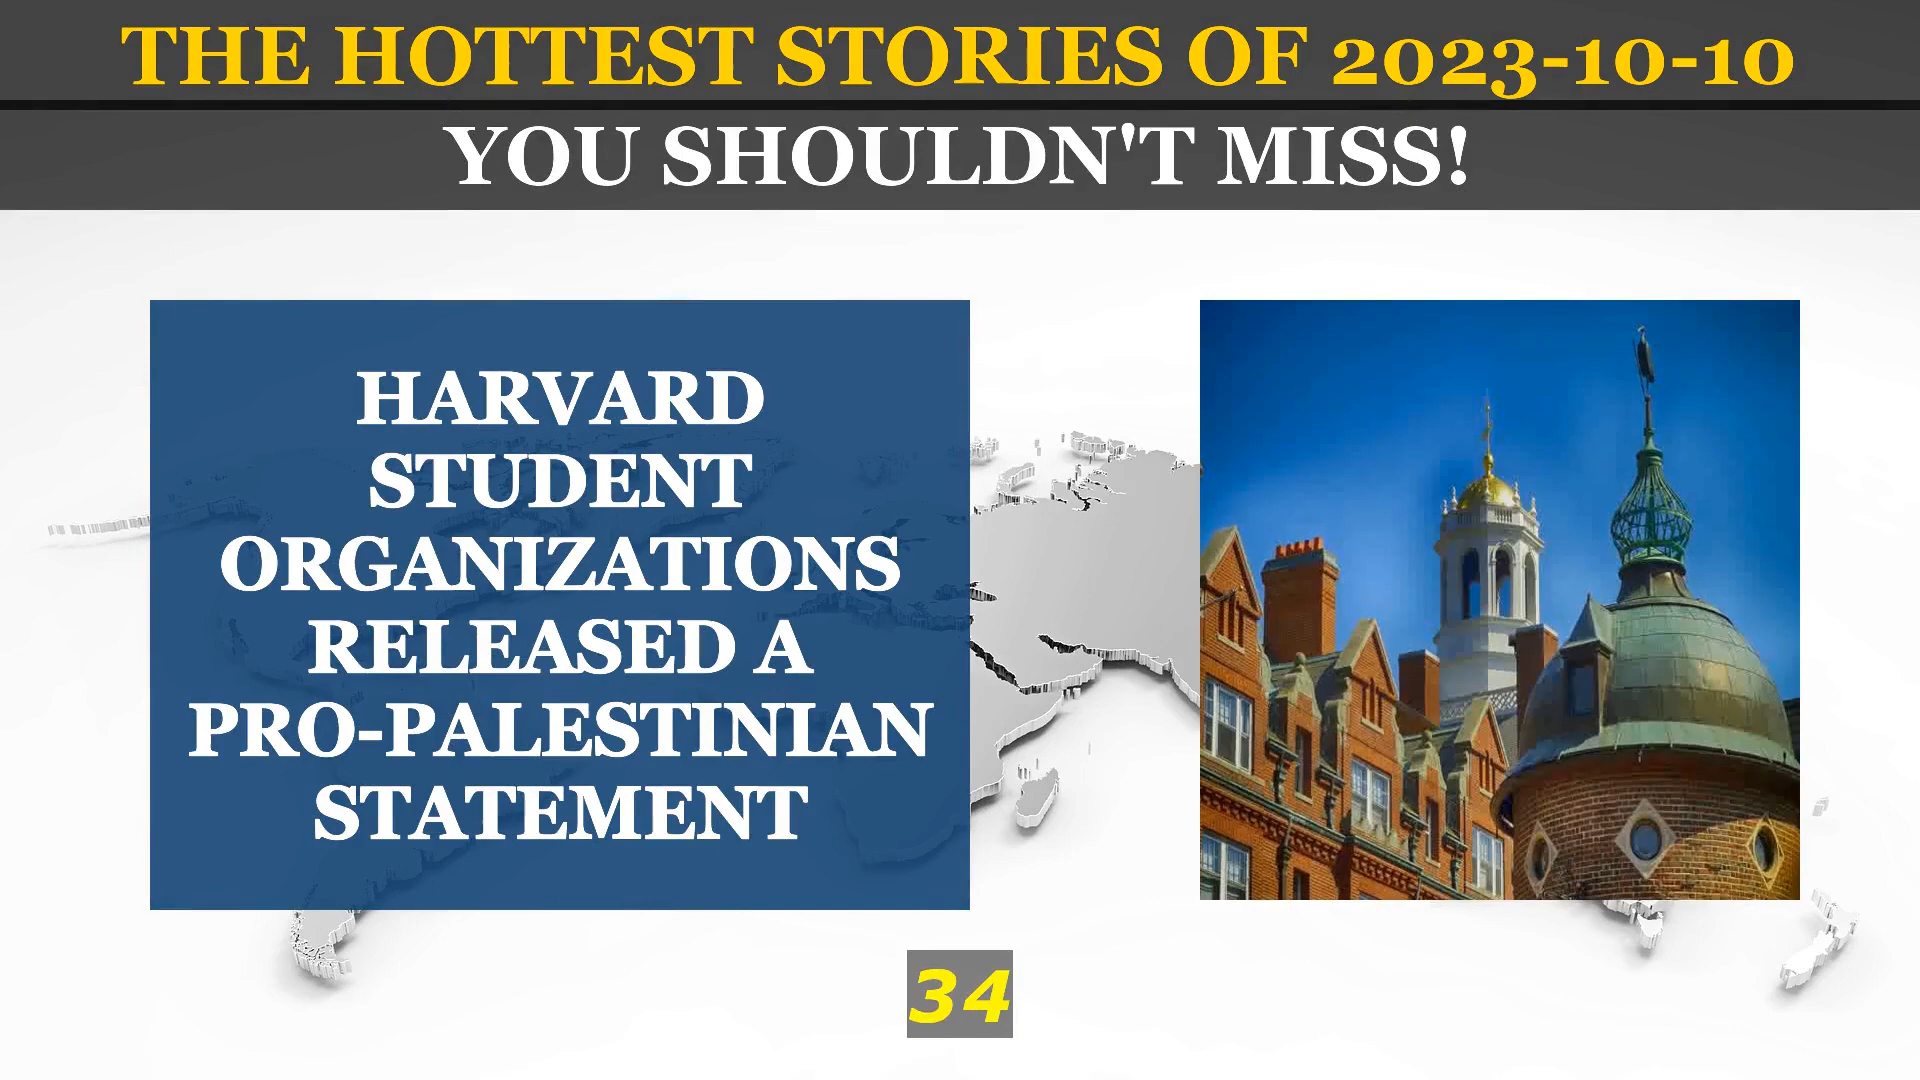 THE HOTTEST STORIES OF 2023-10-10
YOU SHOULDN'T MISS!
HARVARD
STUDENT
ORGANIZATIONS
RELEASED A
PRO-PALESTINIAN
STATEMENT
34